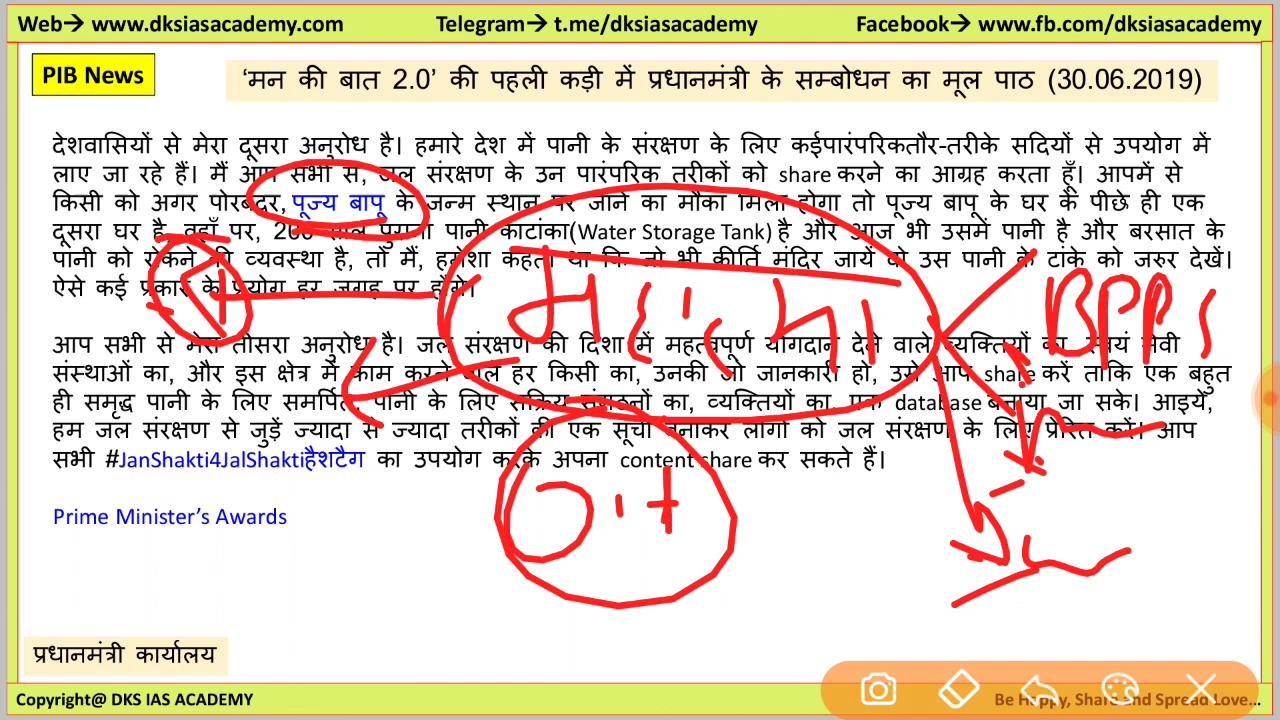 Web→ www.dksiasacademy.com Telegram→ t.me/dksiasacademy Facebook→ www.fb.com/dksiasacademy
PIB News
‘मन की बात 2.0’ की पहली कड़ी में प्रधानमंत्री के सम्बोधन का मूल पाठ (30.06.2019)
देशवासियों से मेरा दूसरा अनुरोध है। हमारे देश में पानी के संरक्षण के लिए कईपारंपरिकतौर-तरीके सदियों से उपयोग में
लाए जा रहे हैं। मैं आप सभी से, जल संरक्षण के उन पारंपरिक तरीकों को share करने का आग्रह करता हूँ। आपमें से
किसी को अगर पोरबंदर, पूज्य बापू के जन्म स्थान पर जाने का मौका मिला होगा तो पूज्य बापू के घर के पीछे ही एक
दूसरा घर है, वहाँ पर, 200 साल पुराना पानी काटांका(Water Storage Tank) है और आज भी उसमें पानी है और बरसात के
पानी को रोकने की व्यवस्था है, तो मैं, हमेशा कहता था कि जो भी कीर्ति मंदिर जायें वो उस पानी के टांके को जरुर देखें।
ऐसे कई प्रकार के प्रयोग हर जगह पर होंगे।
आप सभी से मेरा तीसरा अनुरोध है। जल संरक्षण की दिशा में महत्वपूर्ण योगदान देने वाले व्यक्तियों का, स्वयं सेवी
संस्थाओं का, और इस क्षेत्र में काम करने वाले हर किसी का, उनकी जो जानकारी हो, उसे आप share करें ताकि एक बहुत
ही समृद्ध पानी के लिए समर्पित, पानी के लिए सक्रिय संगठनों का, व्यक्तियों का, एक database बनाया जा सके। आइये,
हम जल संरक्षण से जुड़ें ज्यादा से ज्यादा तरीकों की एक सूची बनाकर लोगों को जल संरक्षण के लिए प्रेरित करें। आप
सभी #JanShakti4JalShaktiहैशटैग का उपयोग करके अपना content share कर सकते हैं।
Prime Minister’s Awards
BPPS
प्रधानमंत्री कार्यालय
Copyright@ DKS IAS ACADEMY Be Happy, Share and Spread Love...